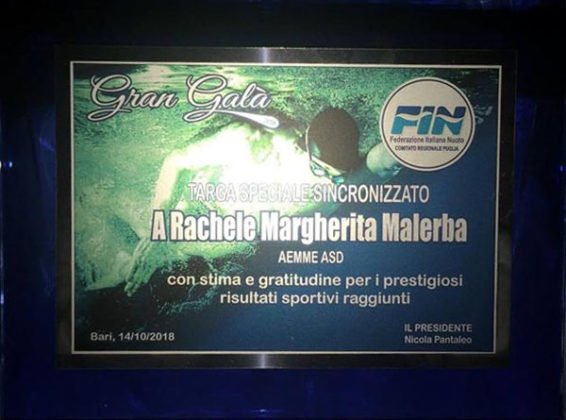 Gran Galà
FIN
Federazione Italiana Nuoto
COMITATO REGIONALE PUGLIA
TARGA SPECIALE SINCRONIZZATO
A Rachele Margherita Malerba
AEMME ASD
con stima e gratitudine per i prestigiosi
risultati sportivi raggiunti
Bari, 14/10/2018
IL PRESIDENTE
Nicola Pantaleo